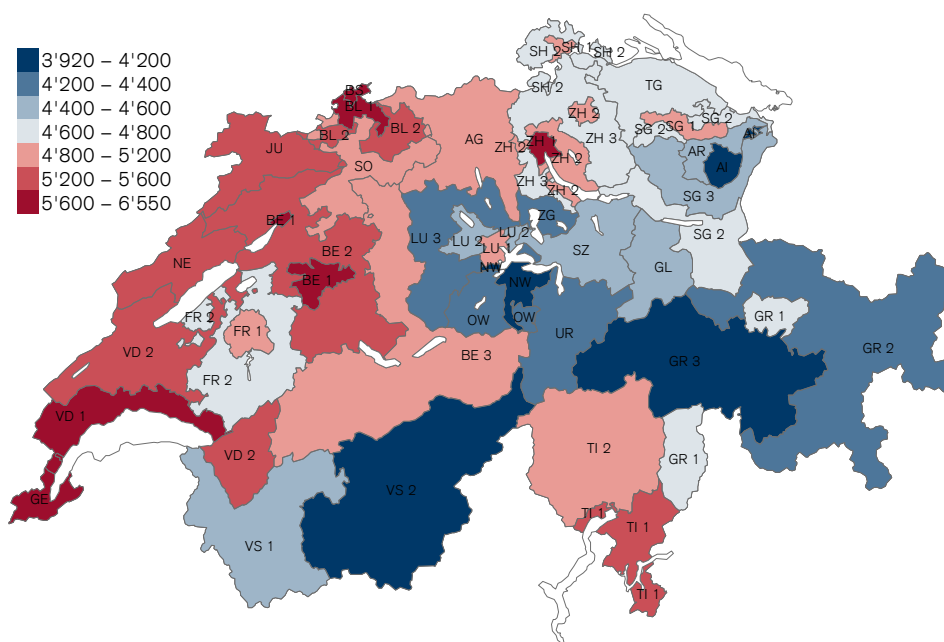 3'920 – 4'200
4'200 – 4'400
4'400 – 4'600
4'600 – 4'800
4'800 – 5'200
5'200 – 5'600
5'600 – 6'550
SH 2
SH 1
SH 2
SH 2
TG
BS
BL 1
BL 2
BL 2
AG
ZH 2
ZH 2
ZH 1
ZH 3
ZH 2
SG 2
SG 1
SG 2
AI
JU
SO
AR
AI
ZH 3
ZH 2
SG 3
BE 1
ZG
LU 3
LU 2
LU 2
LU 1
SZ
SG 2
NE
BE 2
BE 1
NW
NW
GL
FR 2
OW
OW
UR
GR 1
FR 1
VD 2
BE 3
GR 3
GR 2
FR 2
VD 1
VD 2
TI 2
GR 1
GE
VS 2
TI 1
TI 1
VS 1
TI 1